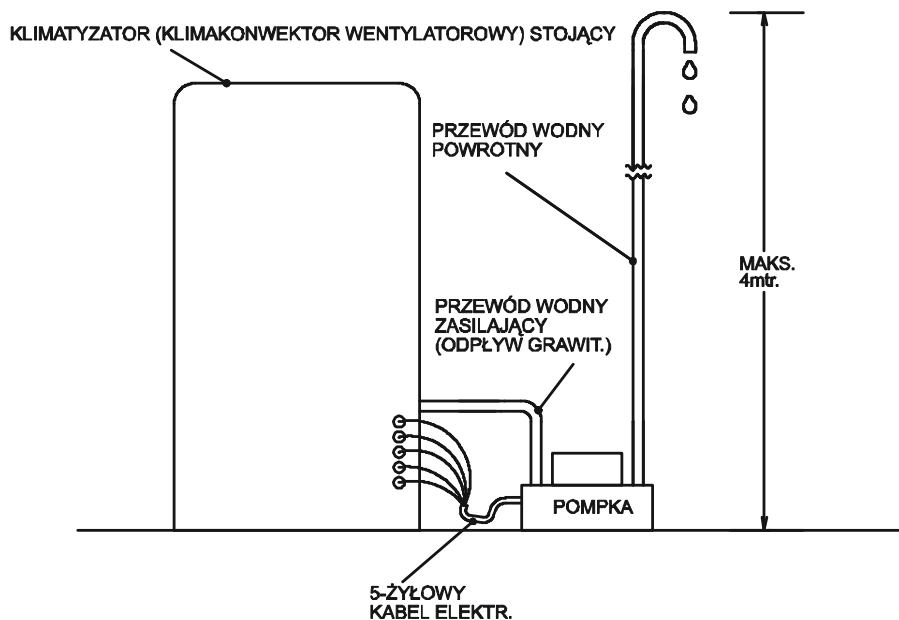 KLIMATYZATOR (KLIMAKONWEKTOR WENTYLATOROWY) STOJĄCY
PRZEWÓD WODNY
POWROTNY
MAKS.
4mtr.
PRZEWÓD WODNY
ZASILAJĄCY
(ODPŁYW GRAWIT.)
POMPKA
5-ŻYŁOWY
KABEL ELEKTR.